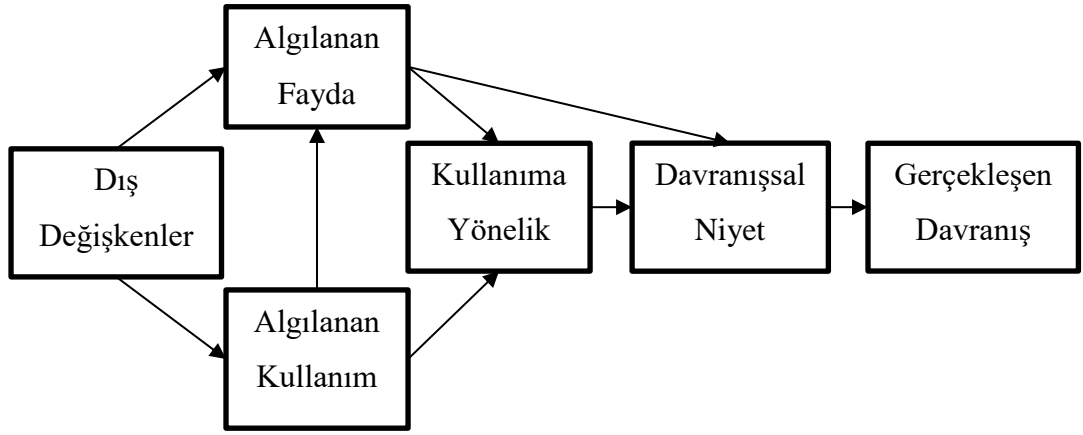 Algılanan
Fayda
Dış
Değişkenler
Kullanıma
Yönelik
Davranışsal
Niyet
Gerçekleşen
Davranış
Algılanan
Kullanım